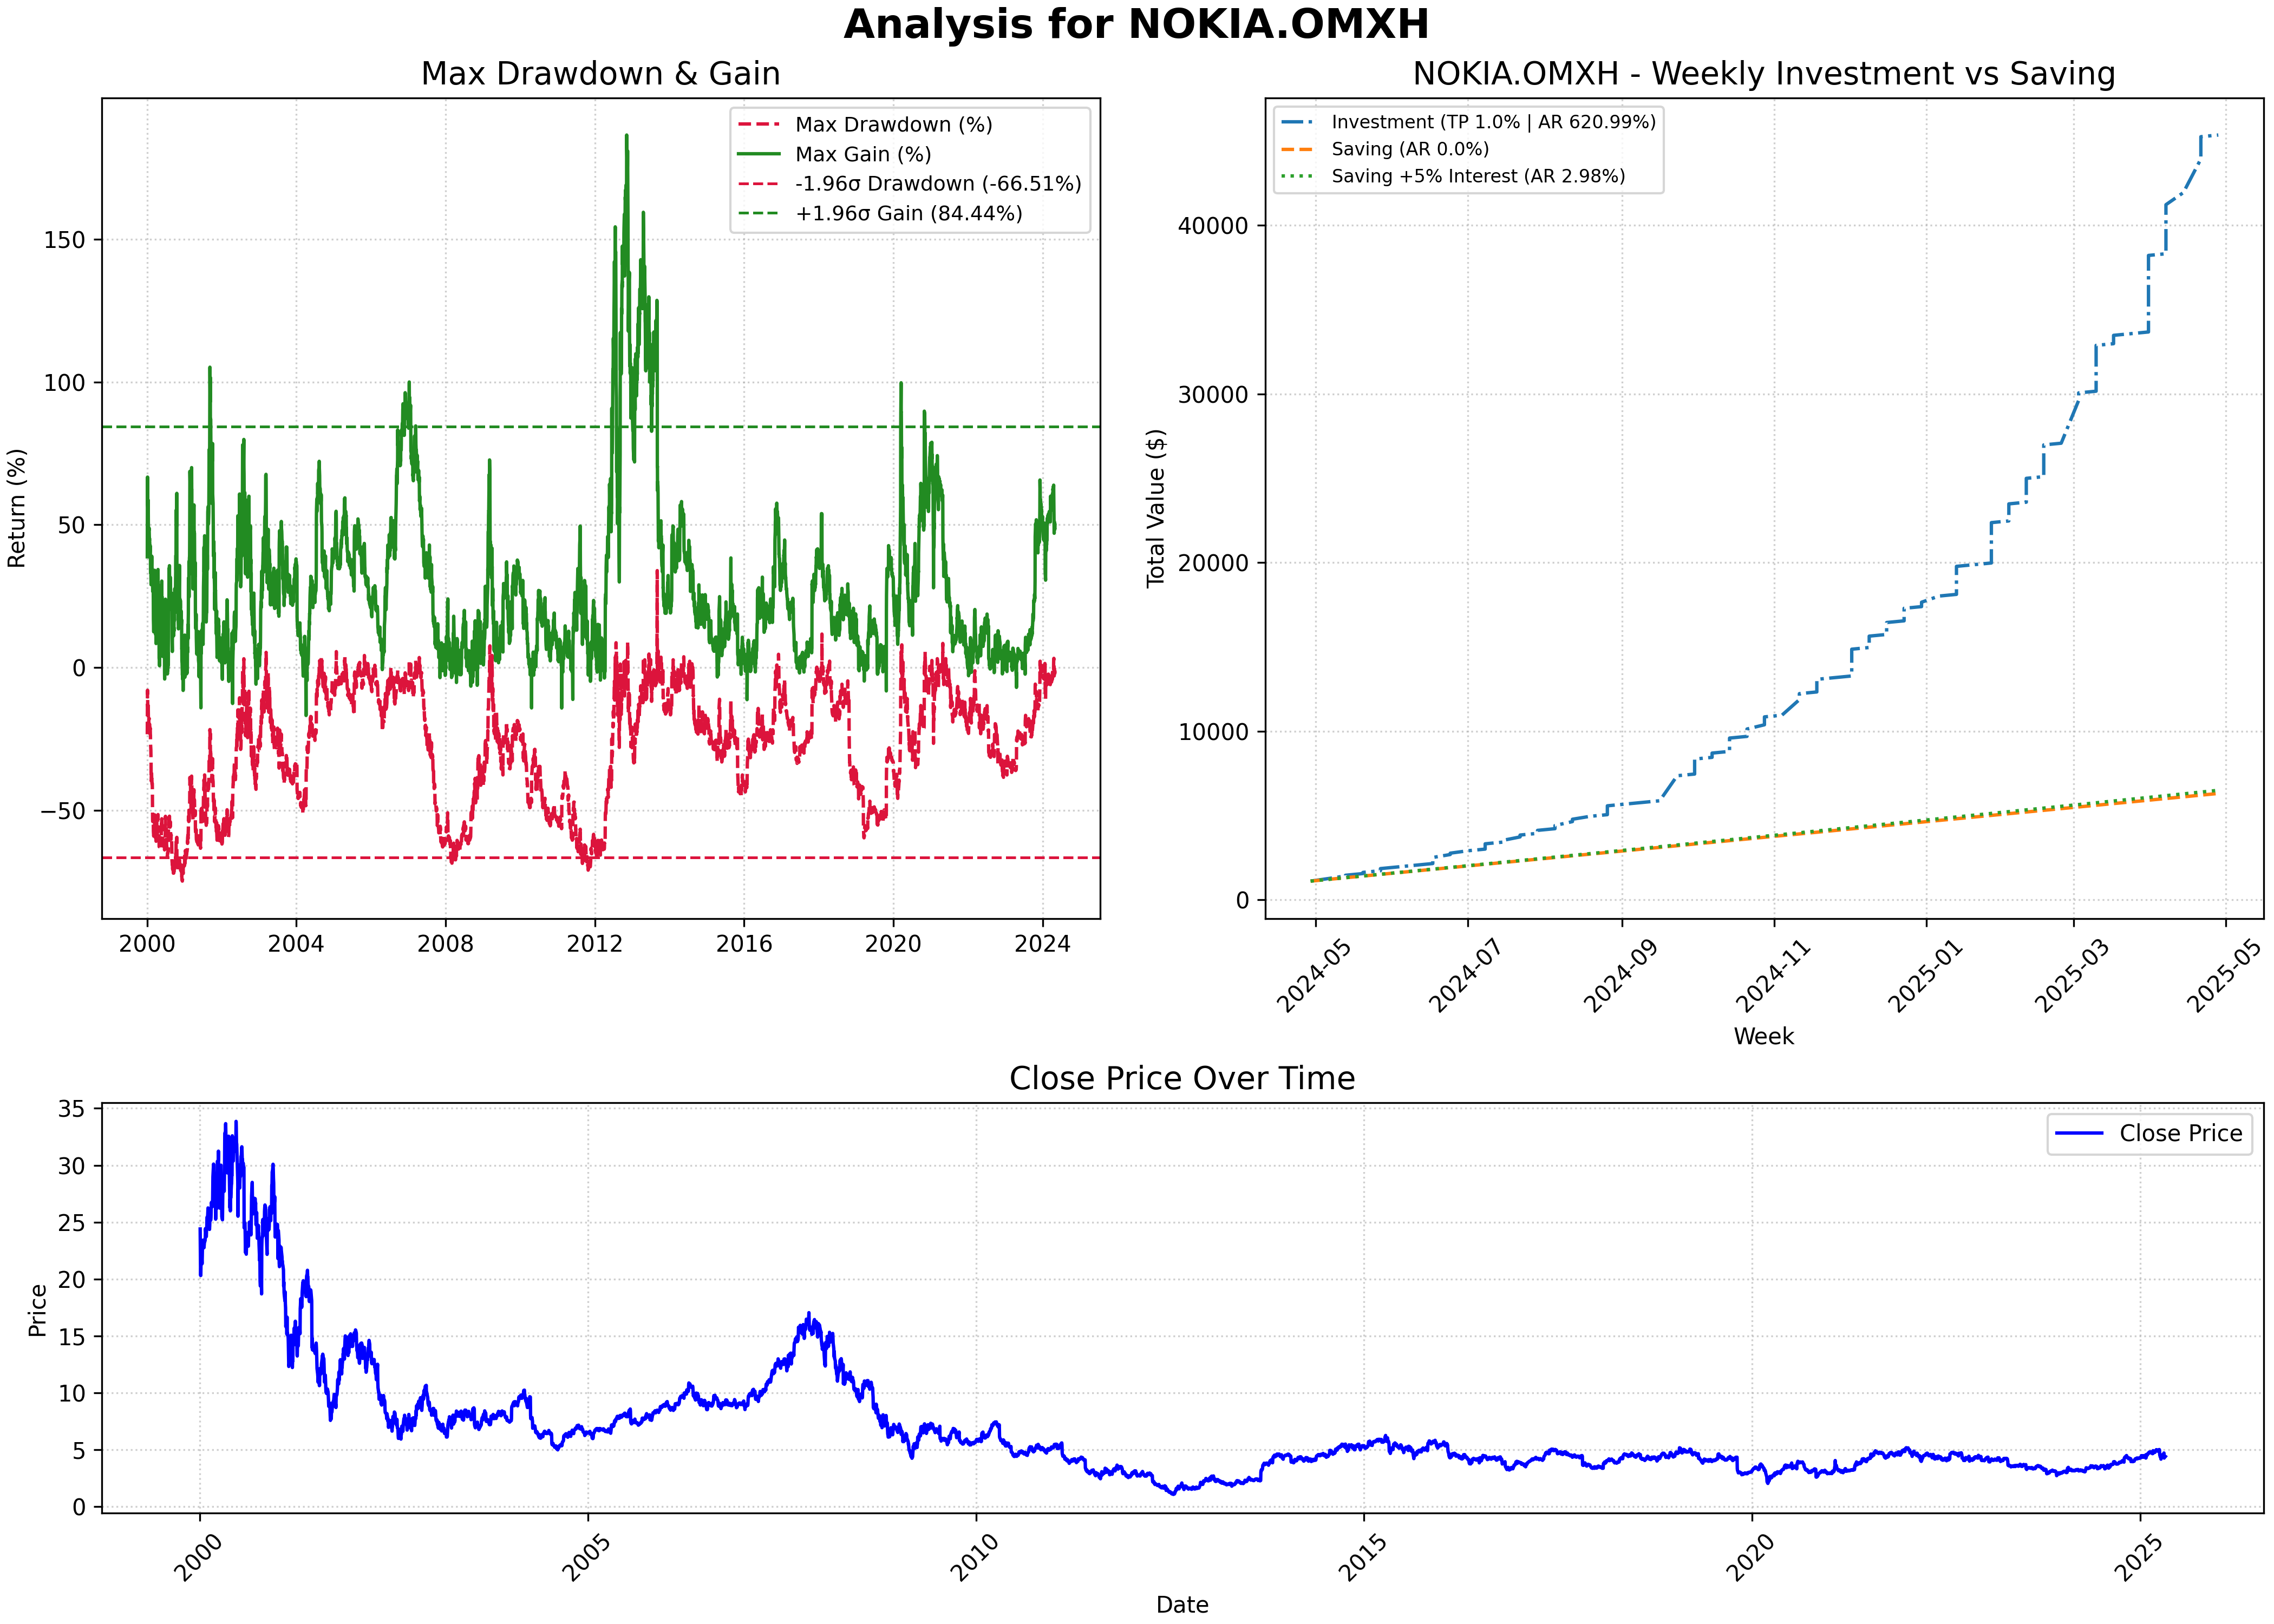 Analysis for NOKIA.OMXH
Max Drawdown & Gain
Return (%)
150
100
50
0
−50
2000 2004 2008 2012 2016 2020 2024
Max Drawdown (%)
Max Gain (%)
-1.96σ Drawdown (-66.51%)
+1.96σ Gain (84.44%)
NOKIA.OMXH - Weekly Investment vs Saving
Total Value ($)
40000
30000
20000
10000
0
Investment (TP 1.0% | AR 620.99%)
Saving (AR 0.0%)
Saving +5% Interest (AR 2.98%)
2024-05 2024-07 2024-09 2024-11 2025-01 2025-03 2025-05
Week
Close Price Over Time
Price
35
30
25
20
15
10
5
0
Close Price
2000 2005 2010 2015 2020 2025
Date